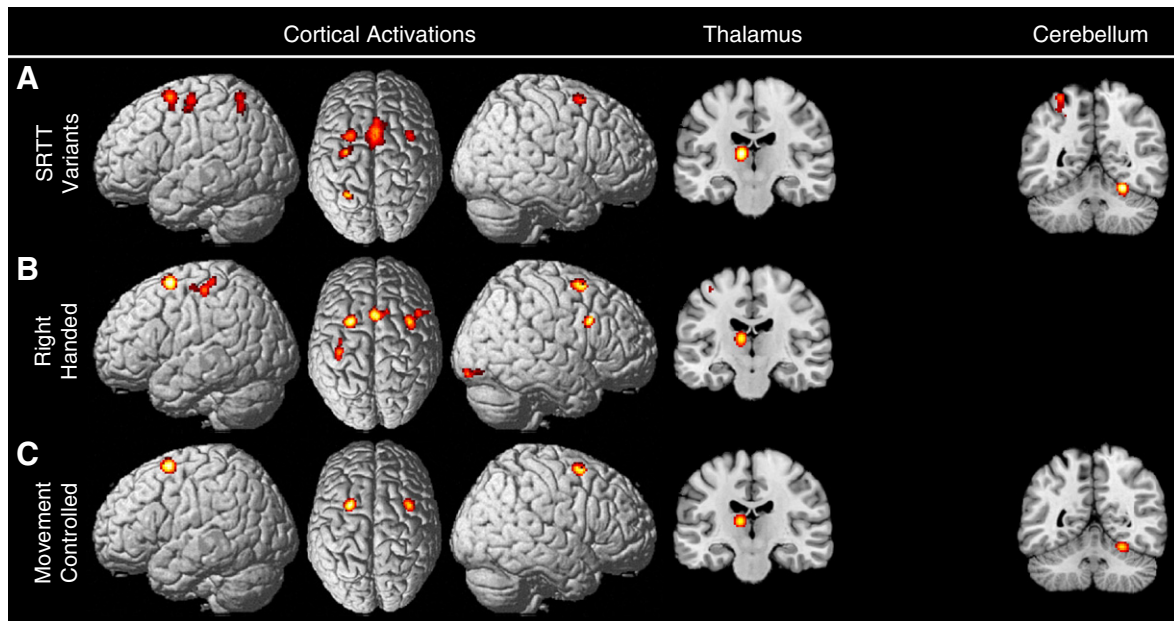 Cortical Activations Thalamus Cerebellum
A
SRTT
Variants
B
Right
Handed
C
Movement
Controlled